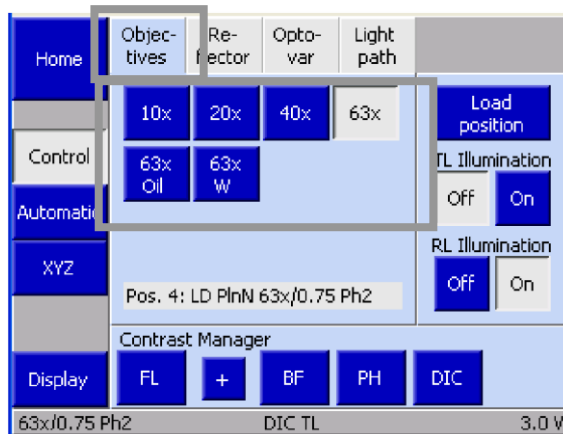 Home
Objec-
tives
Re-
flector
Opto-
var
Light
path
10x
20x
40x
63x
63x
Oil
63x
W
Load
position
Control
TL Illumination
Off
On
Automatic
XYZ
RL Illumination
Off
On
Pos. 4: LD PlnN 63x/0.75 Ph2
Contrast Manager
Display
FL
+
BF
PH
DIC
63x/0.75 Ph2
DIC TL
3.0 V